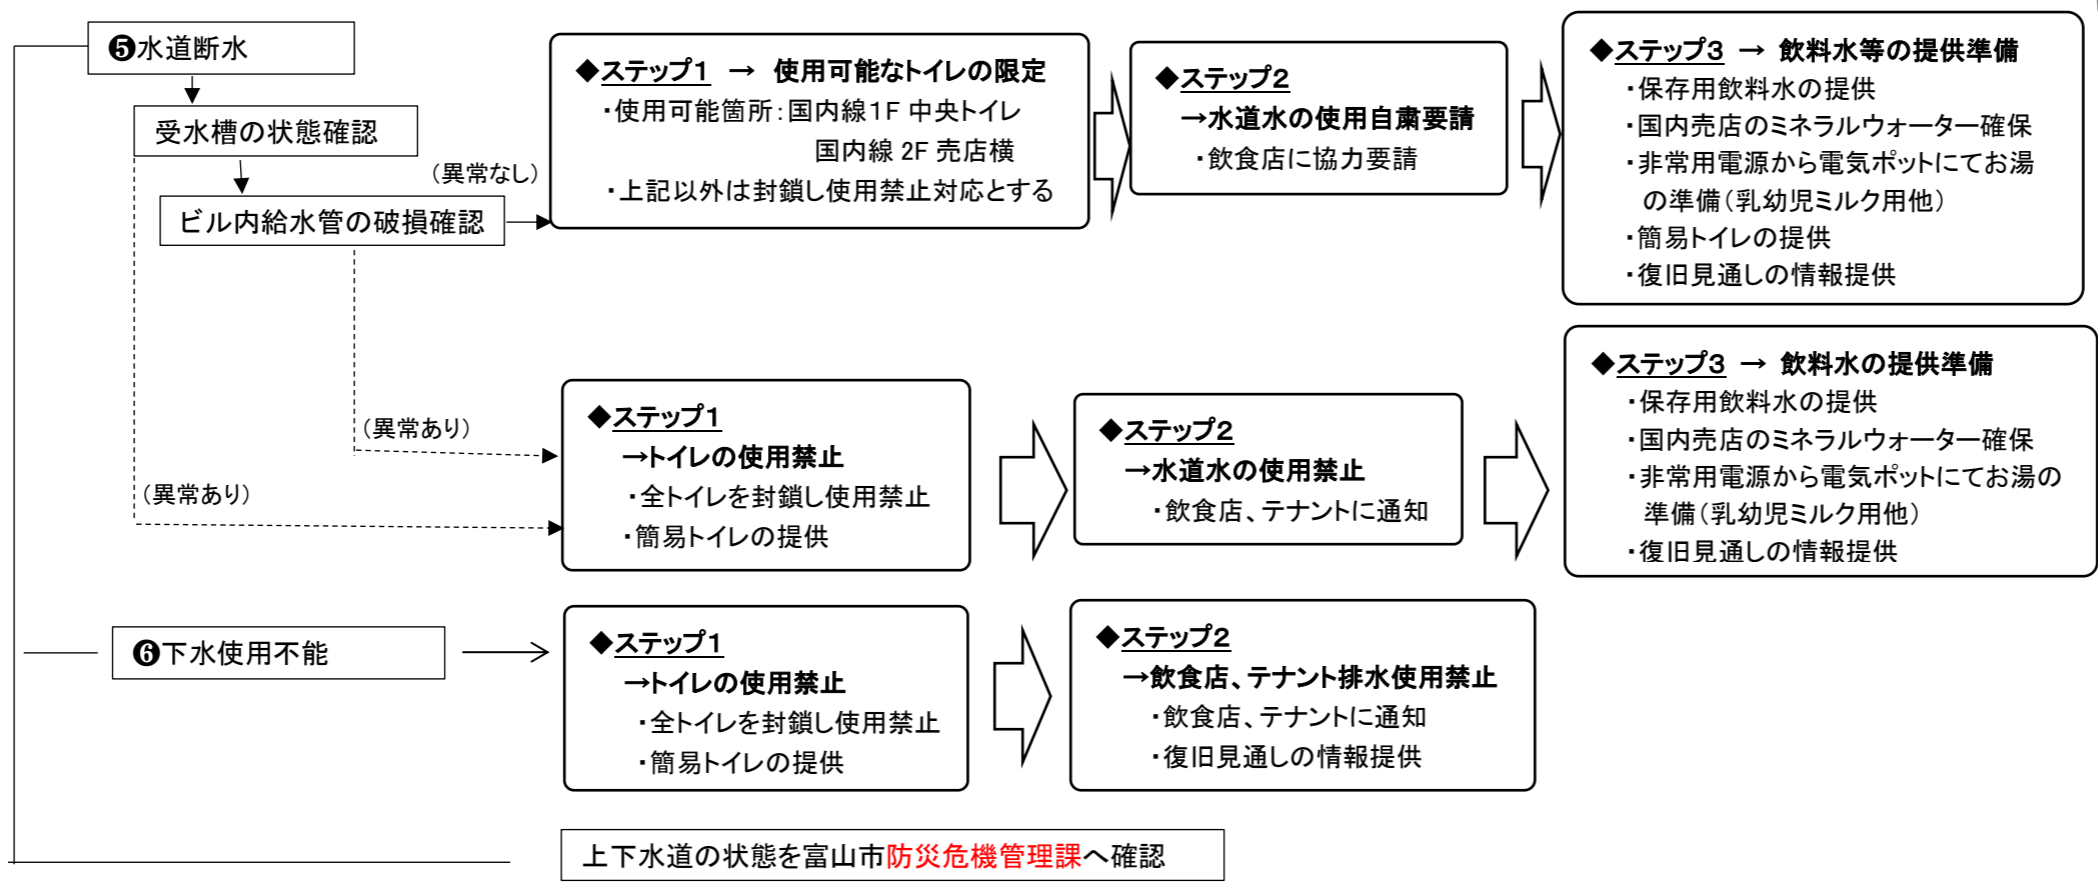 ❺水道断水
受水槽の状態確認
(異常なし)
ビル内給水管の破損確認
◆ステップ1 → 使用可能なトイレの限定
・使用可能箇所:国内線1F 中央トイレ
国内線 2F 売店横
・上記以外は封鎖し使用禁止対応とする
◆ステップ2
→水道水の使用自粛要請
・飲食店に協力要請
◆ステップ3 → 飲料水等の提供準備
・保存用飲料水の提供
・国内売店のミネラルウォーター確保
・非常用電源から電気ポットにてお湯
の準備(乳幼児ミルク用他)
・簡易トイレの提供
・復旧見通しの情報提供
(異常あり)
(異常あり)
◆ステップ1
→トイレの使用禁止
・全トイレを封鎖し使用禁止
・簡易トイレの提供
◆ステップ2
→水道水の使用禁止
・飲食店、テナントに通知
◆ステップ3 → 飲料水の提供準備
・保存用飲料水の提供
・国内売店のミネラルウォーター確保
・非常用電源から電気ポットにてお湯の
準備(乳幼児ミルク用他)
・復旧見通しの情報提供
❻下水使用不能
◆ステップ1
→トイレの使用禁止
・全トイレを封鎖し使用禁止
・簡易トイレの提供
◆ステップ2
→飲食店、テナント排水使用禁止
・飲食店、テナントに通知
・復旧見通しの情報提供
上下水道の状態を富山市防災危機管理課へ確認